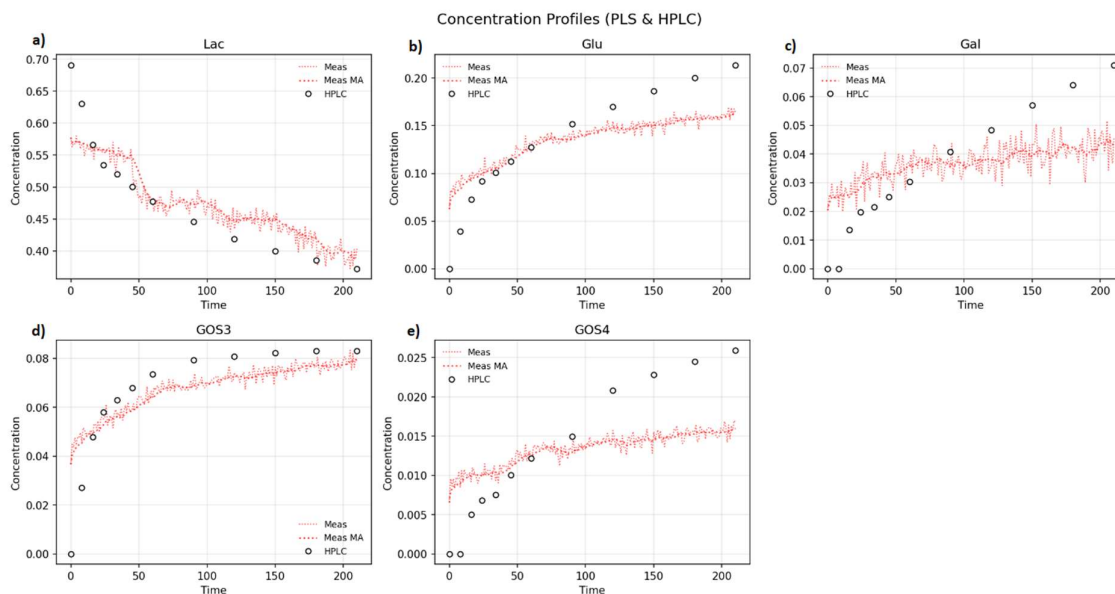 Concentration Profiles (PLS & HPLC)
a)
Lac
0.70
0.65
0.60
0.55
0.50
0.45
0.40
Concentration
Meas
Meas MA
HPLC
0
50
100
150
200
Time
b)
Glu
0.20
0.15
0.10
0.05
0.00
Concentration
Meas
Meas MA
HPLC
0
50
100
150
200
Time
c)
Gal
0.07
0.06
0.05
0.04
0.03
0.02
0.01
0.00
Concentration
Meas
Meas MA
HPLC
0
50
100
150
200
Time
d)
GOS3
0.08
0.06
0.04
0.02
0.00
Concentration
Meas
Meas MA
HPLC
0
50
100
150
200
Time
e)
GOS4
0.025
0.020
0.015
0.010
0.005
0.000
Concentration
Meas
Meas MA
HPLC
0
50
100
150
200
Time